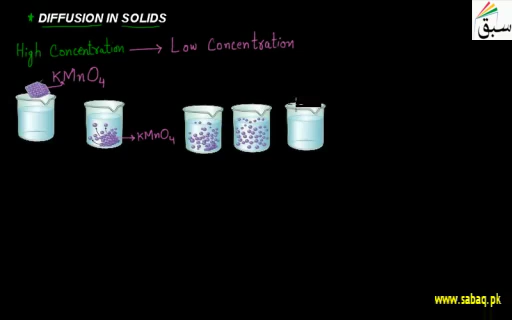 * DIFFUSION IN SOLIDS
High Concentration → Low Concentration
KMnO4
→KMnO4
سبق
www.sabaq.pk